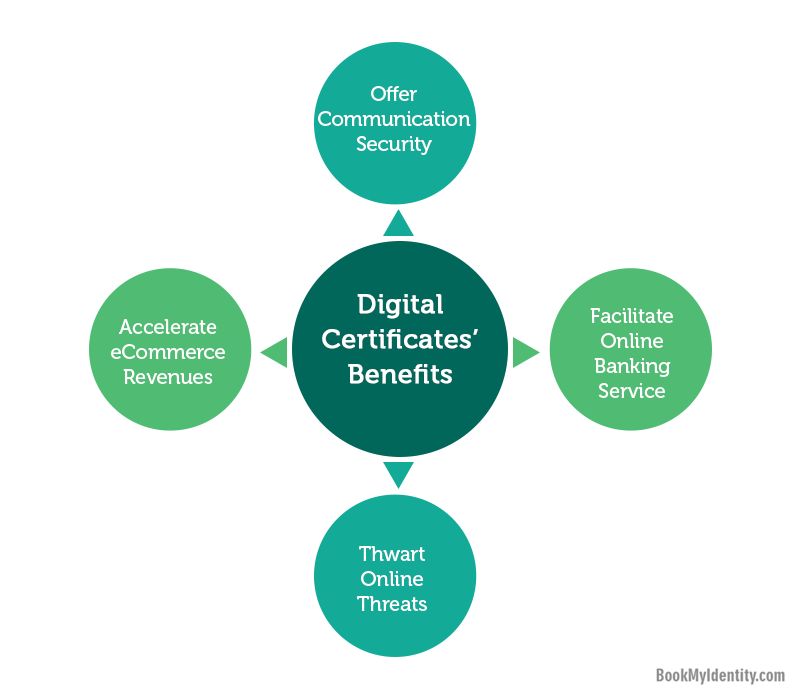 Offer
Communication
Security
Digital
Certificates’
Benefits
Accelerate
eCommerce
Revenues
Facilitate
Online
Banking
Service
Thwart
Online
Threats
BookMyIdentity.com